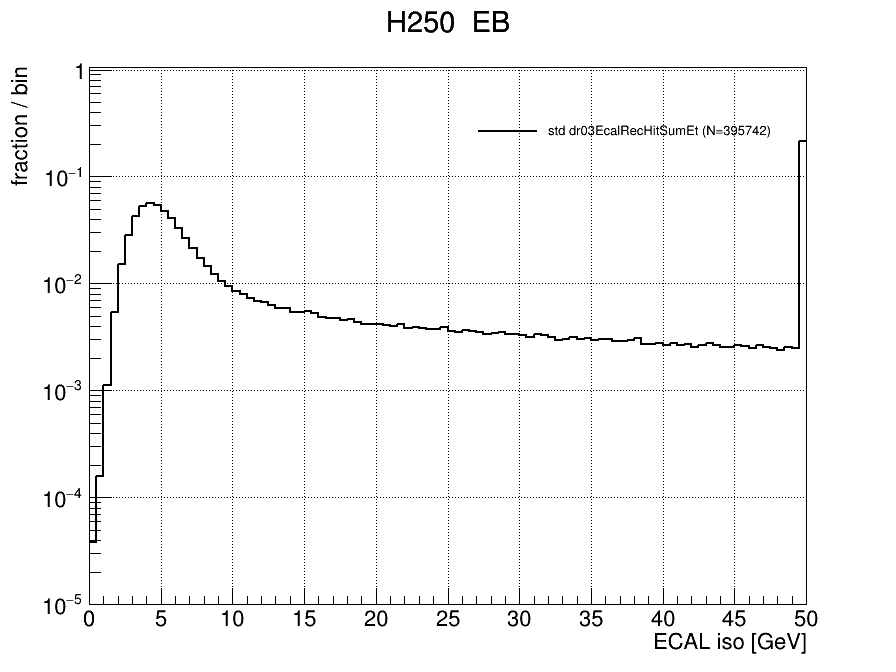 H250 EB
fraction / bin
1
10−1
10−2
10−3
10−4
10−5
std dr03EcalRecHitSumEt (N=395742)
0 5 10 15 20 25 30 35 40 45 50
ECAL iso [GeV]